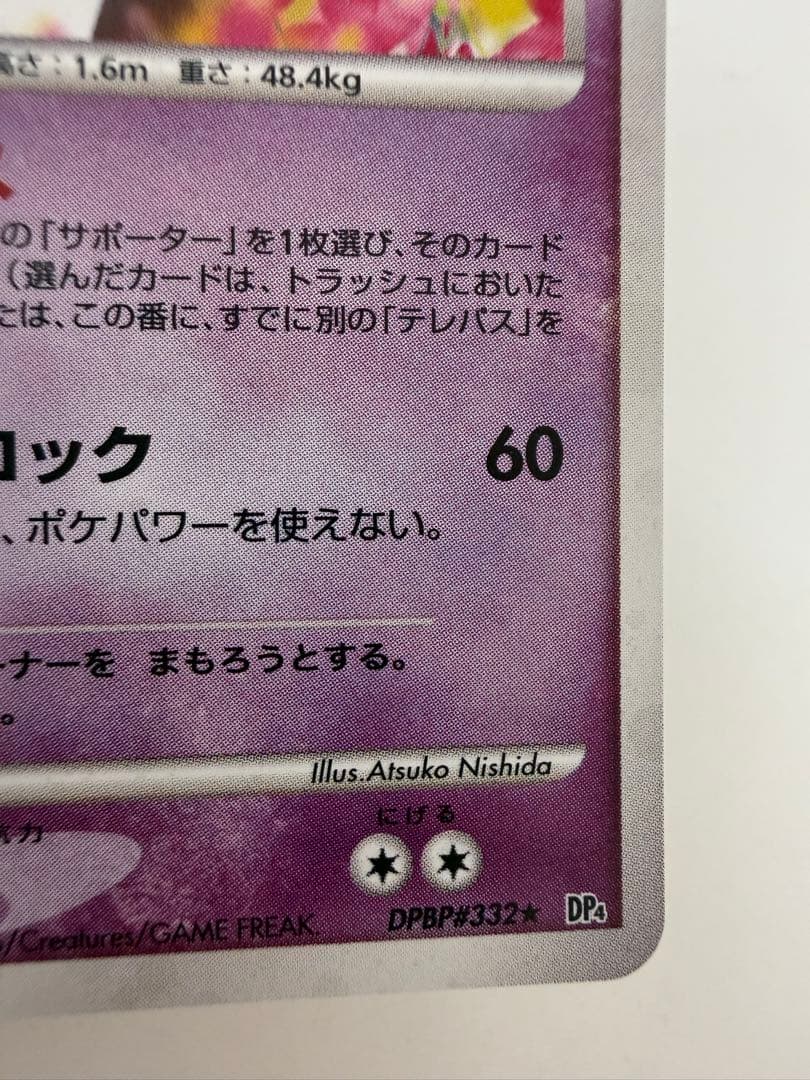 高さ：1.6m　重さ：48.4kg
の「サポーター」を1枚選び、そのカード
（選んだカードは、トラッシュにおいた
は、この番に、すでに別の「テレパス」を
ロック 60
、ポケパワーを使えない。
ナーを　まもろうとする。
。
Illus.Atsuko Nishida
にげる
力
/Creatures/GAME FREAK.
DPBP#332★ DP4